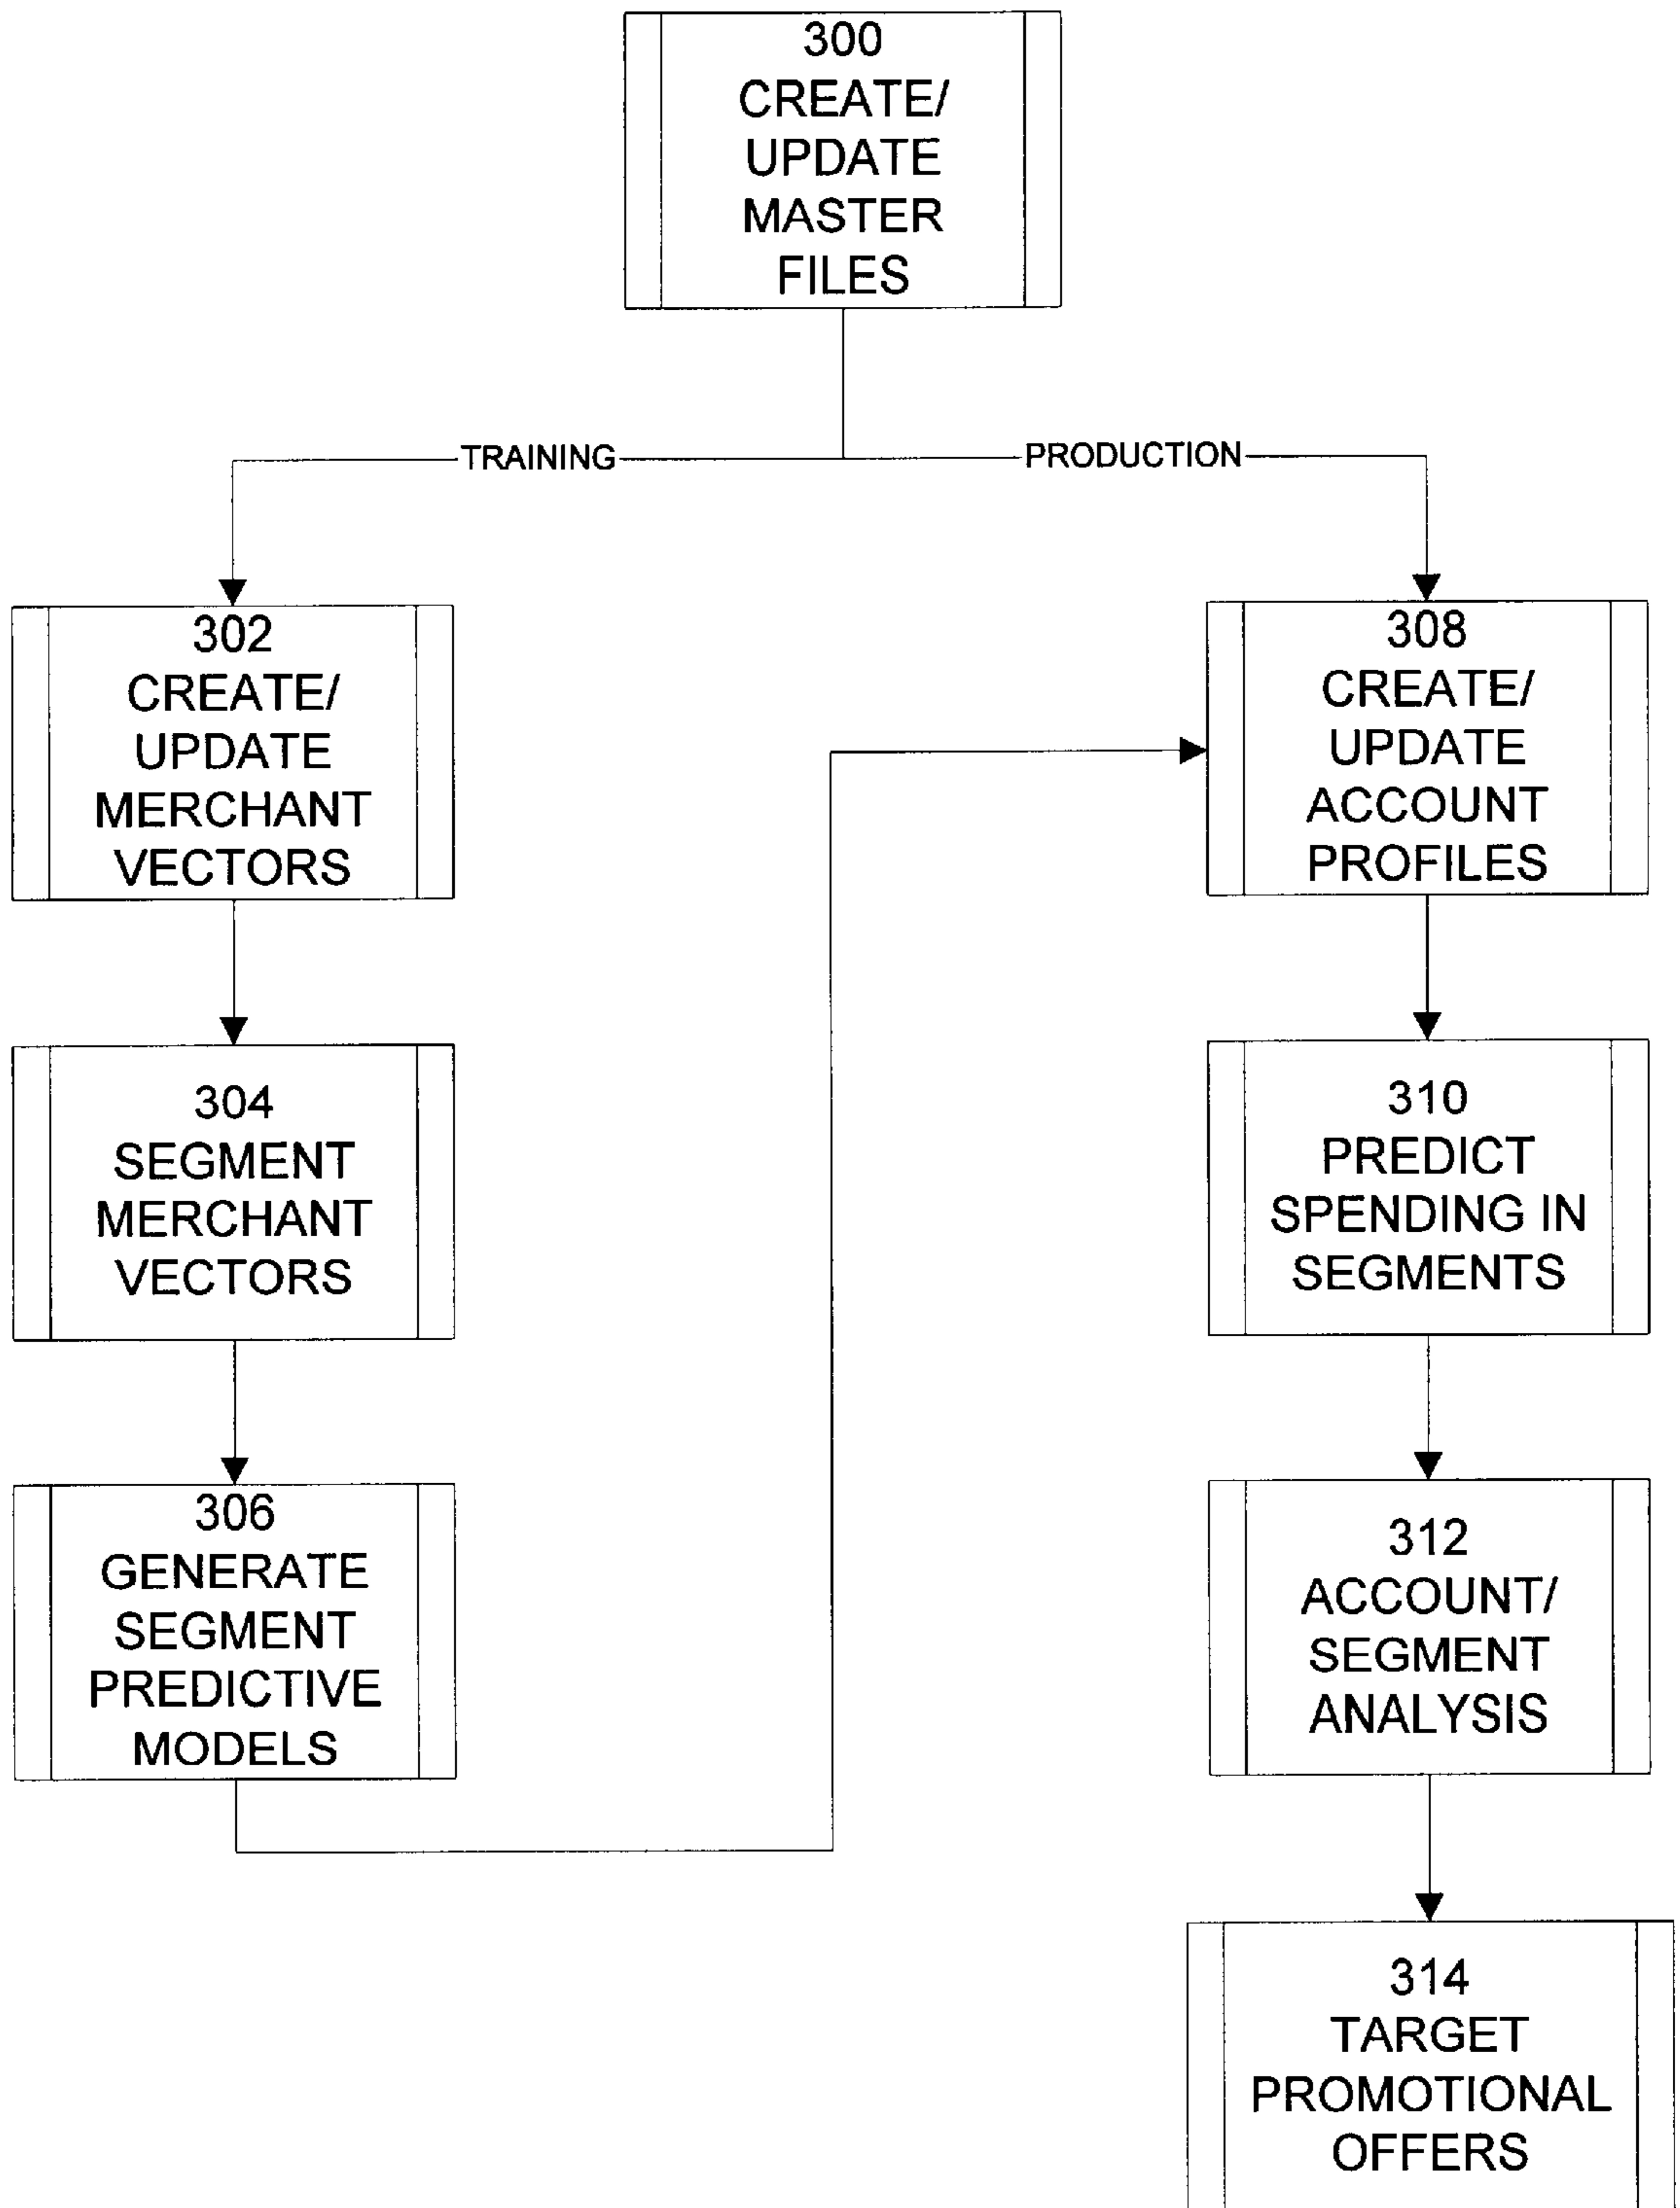 300
CREATE/
UPDATE
MASTER
FILES
TRAINING
PRODUCTION
302
CREATE/
UPDATE
MERCHANT
VECTORS
304
SEGMENT
MERCHANT
VECTORS
306
GENERATE
SEGMENT
PREDICTIVE
MODELS
308
CREATE/
UPDATE
ACCOUNT
PROFILES
310
PREDICT
SPENDING IN
SEGMENTS
312
ACCOUNT/
SEGMENT
ANALYSIS
314
TARGET
PROMOTIONAL
OFFERS